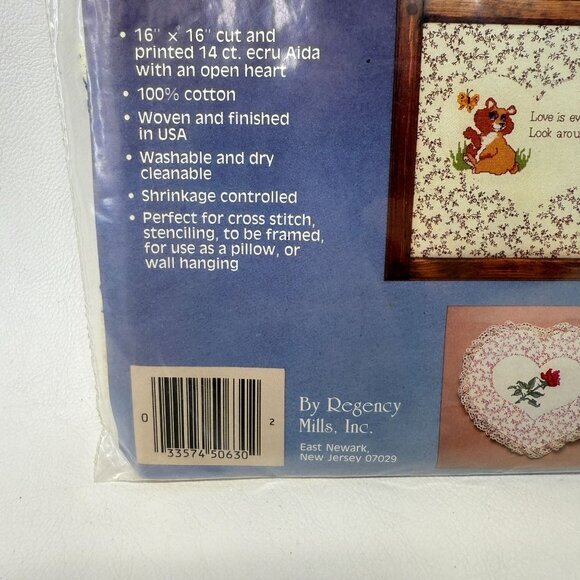 • 16" × 16" cut and
printed 14 ct. ecru Aida
with an open heart
• 100% cotton
• Woven and finished
in USA
• Washable and dry
cleanable
• Shrinkage controlled
• Perfect for cross stitch,
stenciling, to be framed,
for use as a pillow, or
wall hanging
Love is
Look
By Regency
Mills, Inc.
East Newark,
New Jersey 07029
0 33574 50630 2